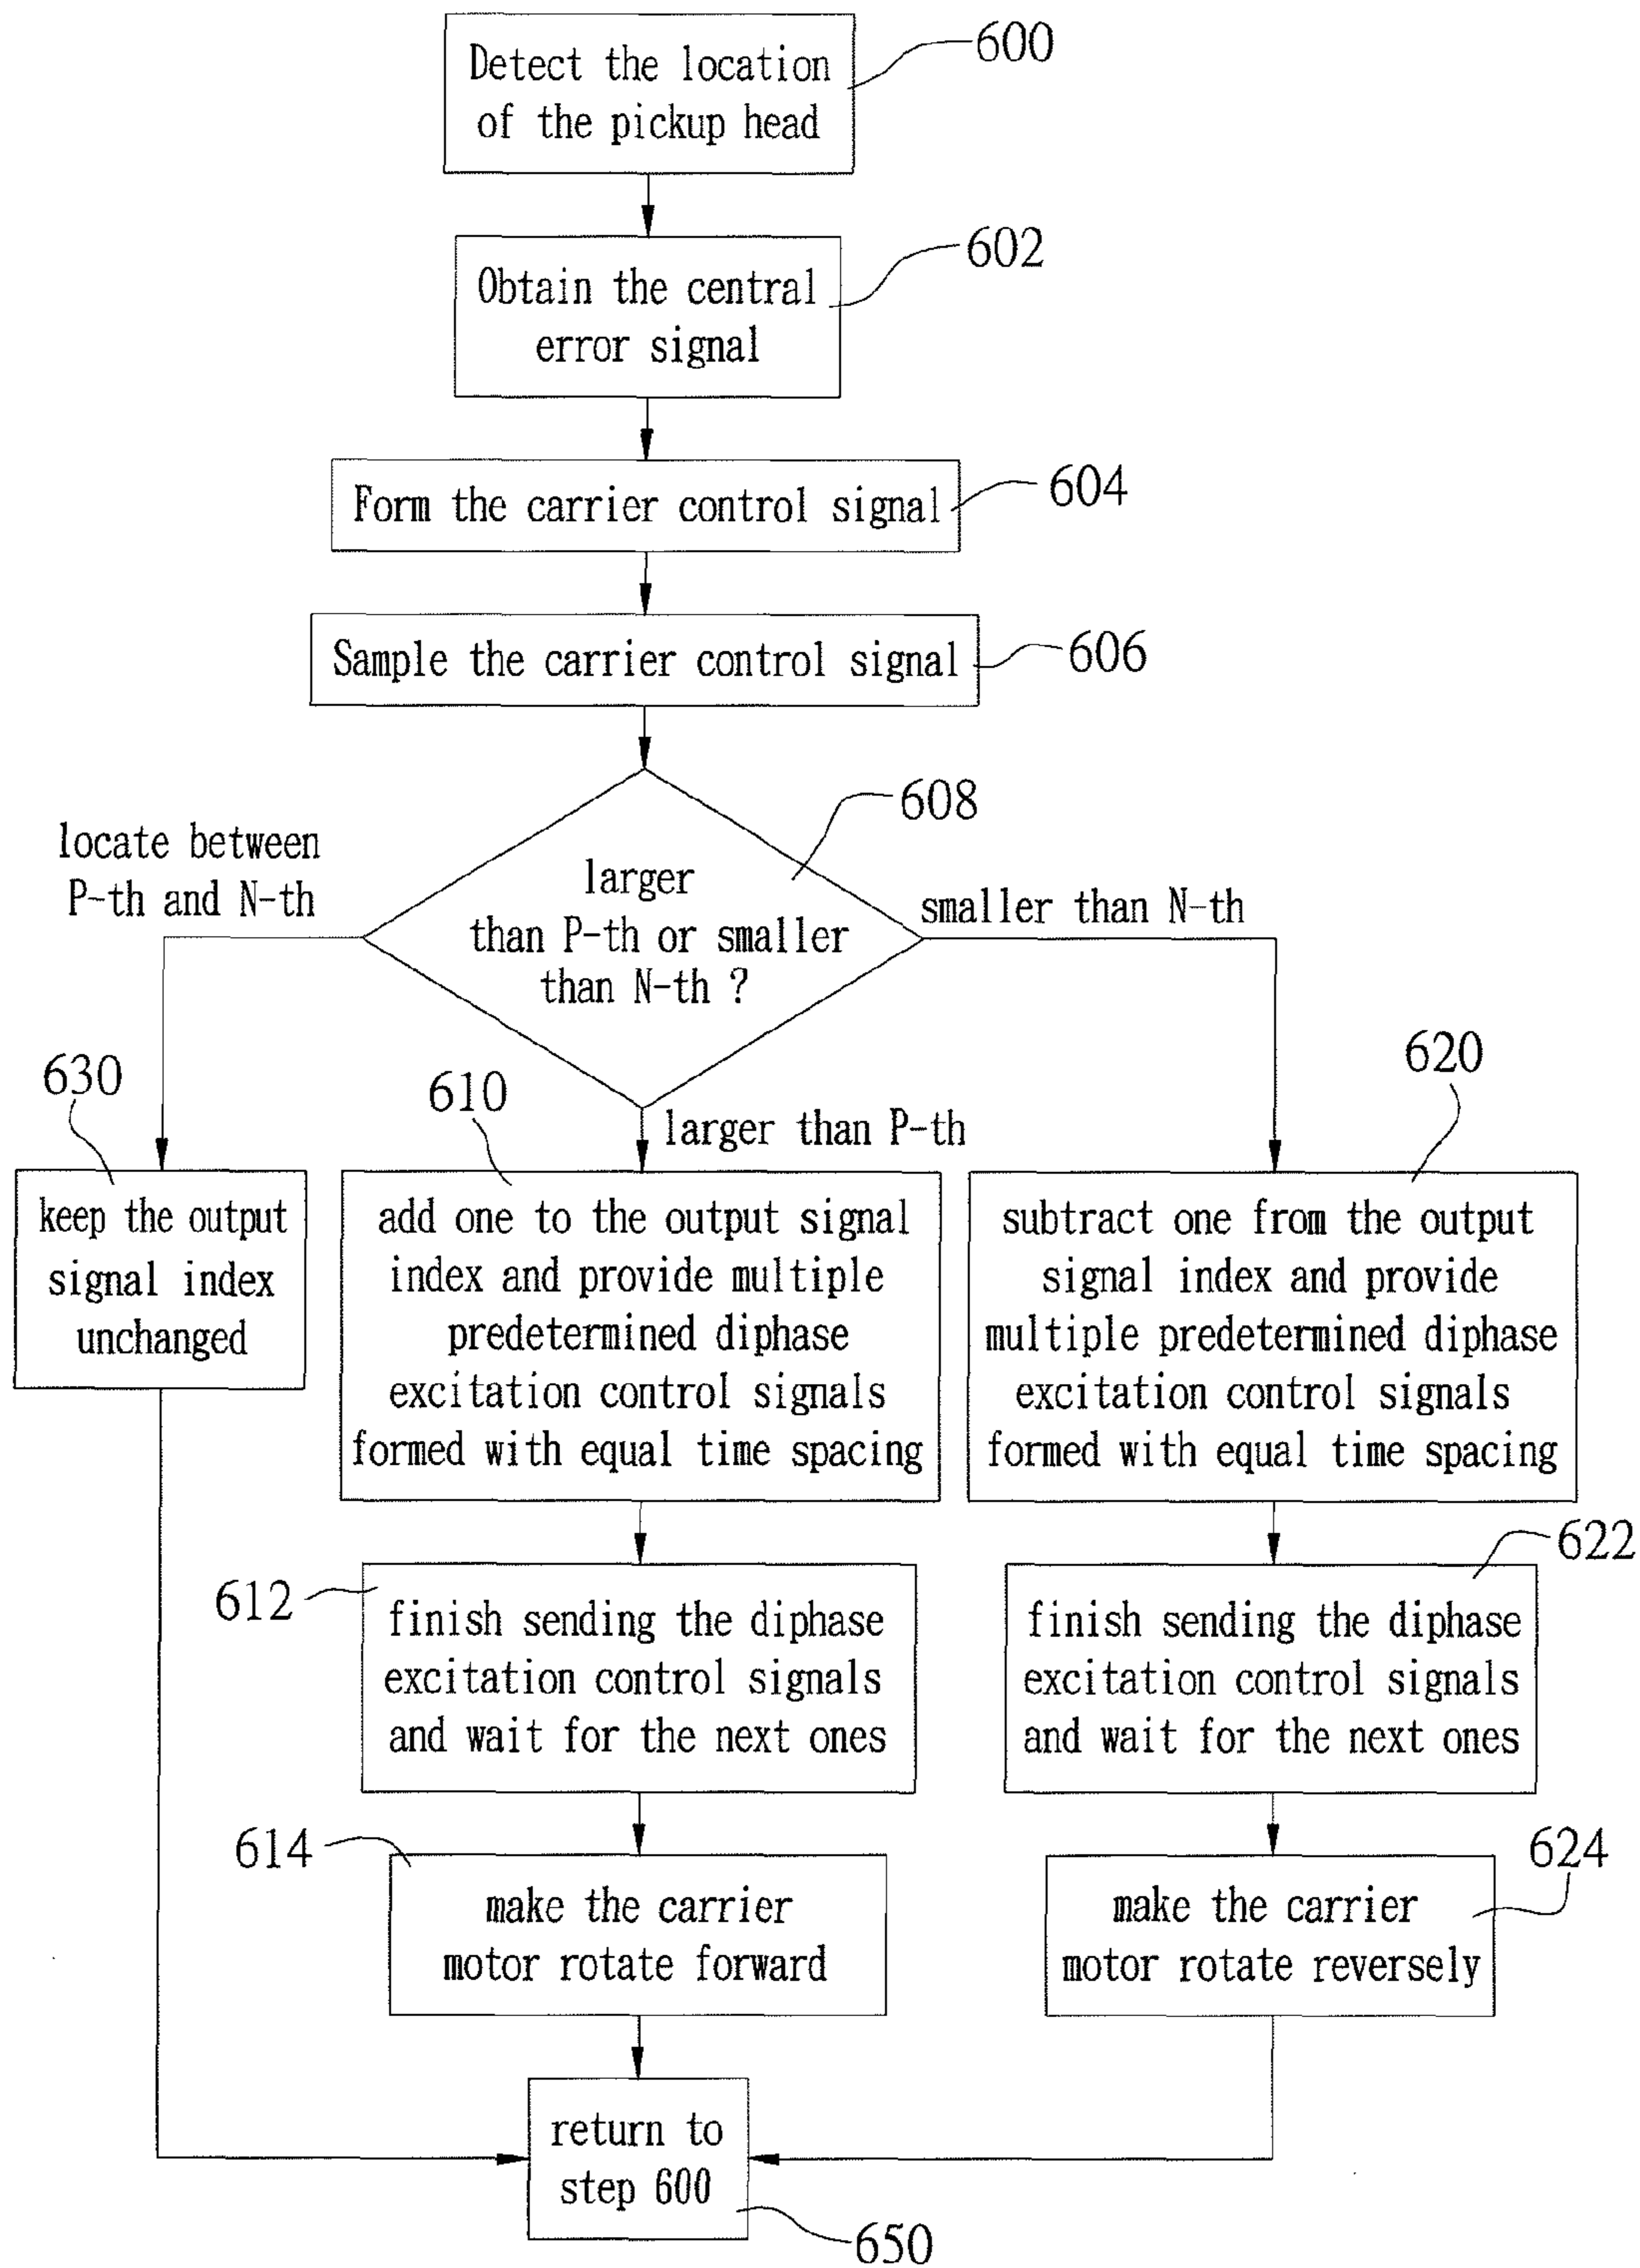 600
Detect the location
of the pickup head
602
Obtain the central
error signal
604
Form the carrier control signal
606
Sample the carrier control signal
608
larger
than P-th or smaller
than N-th ?
locate between
P-th and N-th
smaller than N-th
larger than P-th
630
keep the output
signal index
unchanged
610
add one to the output signal
index and provide multiple
predetermined diphase
excitation control signals
formed with equal time spacing
620
subtract one from the output
signal index and provide
multiple predetermined diphase
excitation control signals
formed with equal time spacing
612
finish sending the diphase
excitation control signals
and wait for the next ones
622
finish sending the diphase
excitation control signals
and wait for the next ones
614
make the carrier
motor rotate forward
624
make the carrier
motor rotate reversely
return to
step 600
650